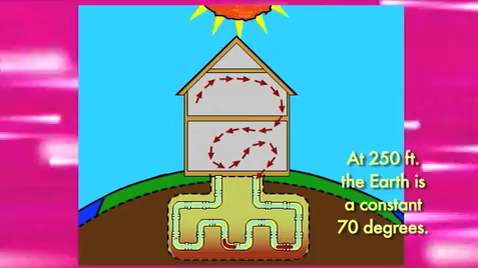 At 250 ft.
the Earth is
a constant
70 degrees.